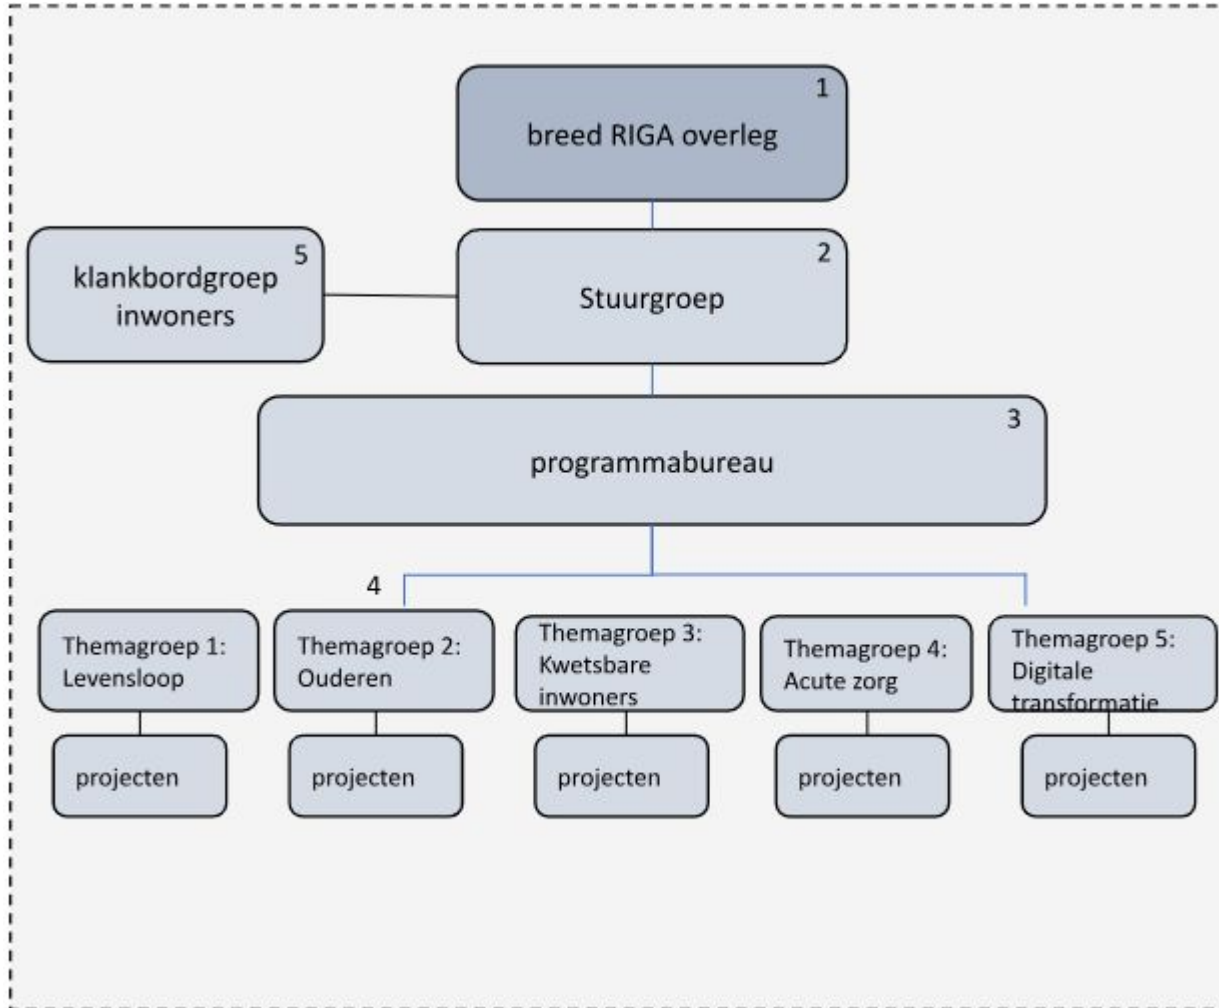 1
breed RIGA overleg
5
klankbordgroep
inwoners
2
Stuurgroep
3
programmabureau
4
Themagroep 1:
Levensloop
Themagroep 2:
Ouderen
Themagroep 3:
Kwetsbare
inwoners
Themagroep 4:
Acute zorg
Themagroep 5:
Digitale
transformatie
projecten
projecten
projecten
projecten
projecten